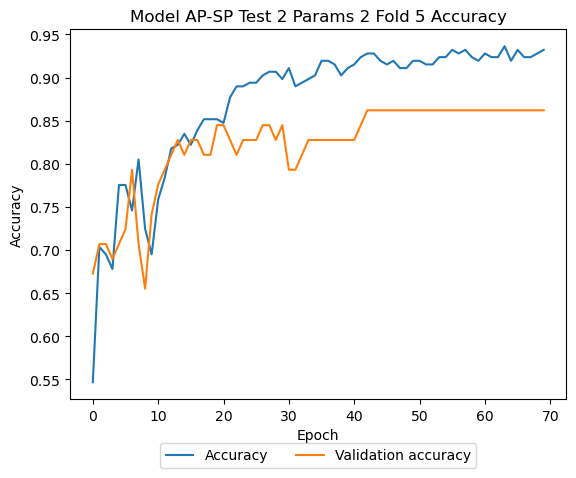 Model AP-SP Test 2 Params 2 Fold 5 Accuracy
0.95
0.90
0.85
0.80
0.75
0.70
0.65
0.60
0.55
Accuracy
0 10 20 30 40 50 60 70
Epoch
Accuracy Validation accuracy